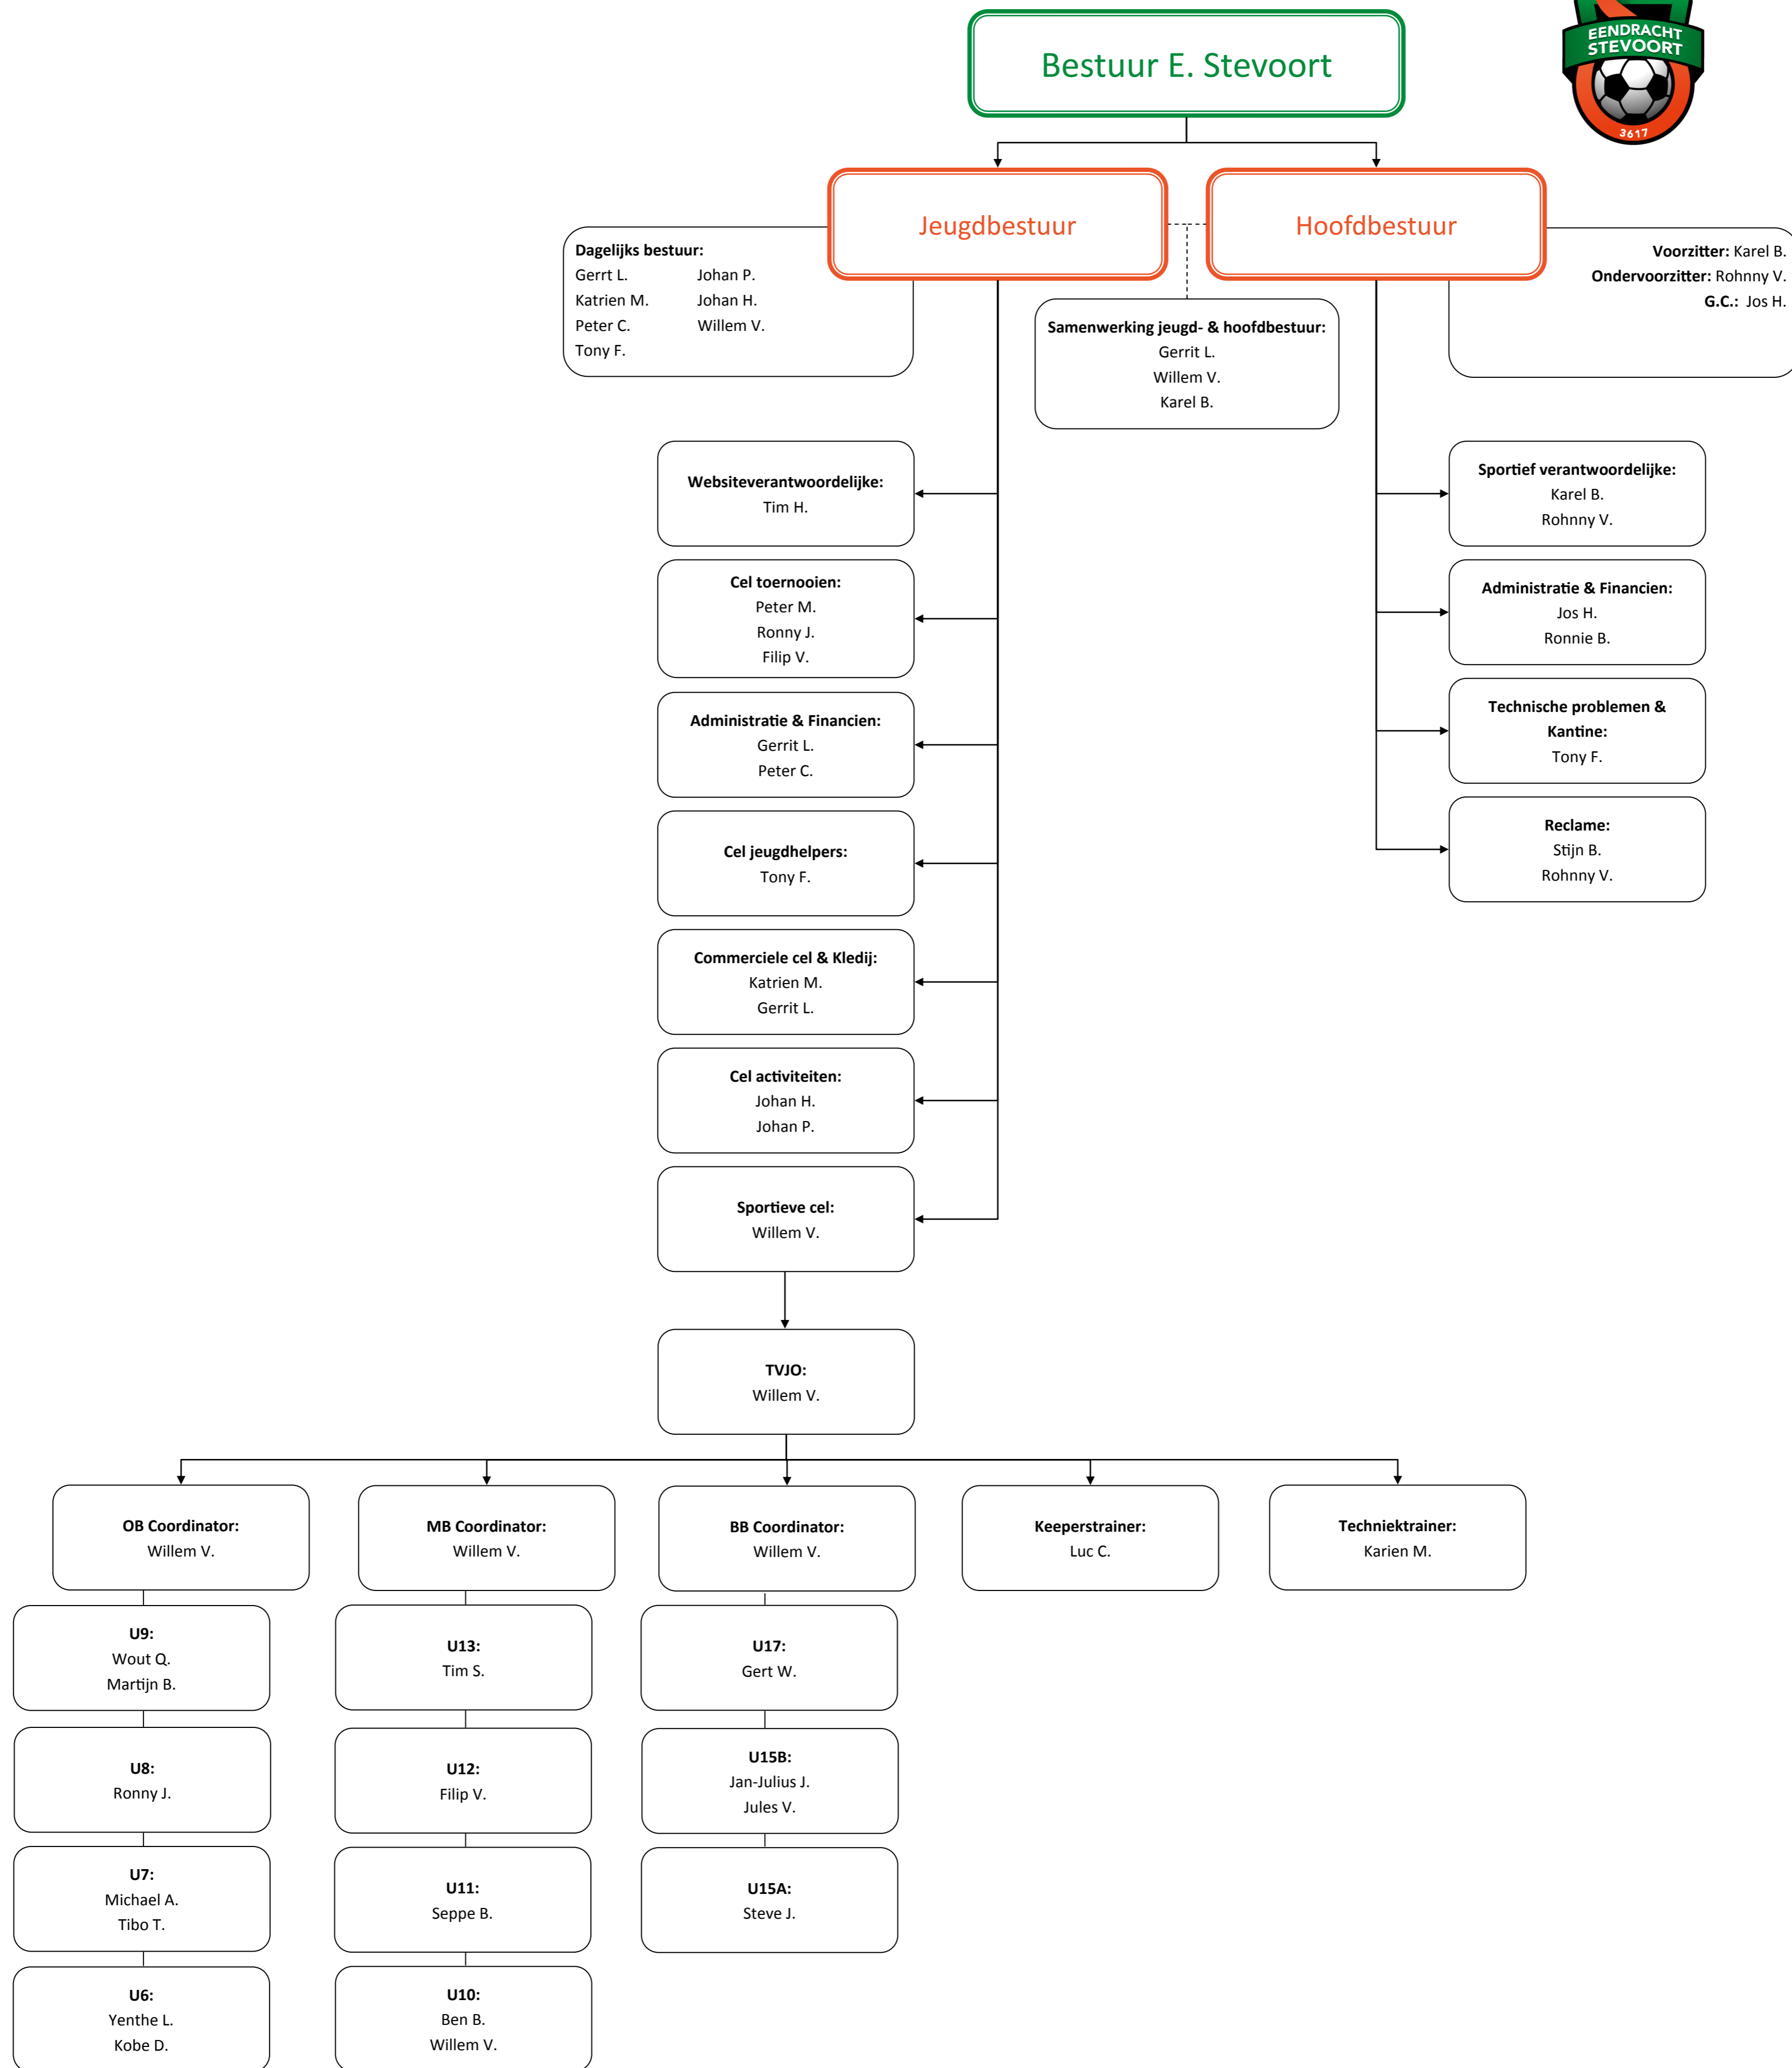 Bestuur E. Stevoort
EENDRACHT
STEVOORT
3617
Jeugdbestuur
Hoofdbestuur
Dagelijks bestuur:
Gerrt L. Johan P.
Katrien M. Johan H.
Peter C. Willem V.
Tony F.
Samenwerking jeugd- & hoofdbestuur:
Gerrit L.
Willem V.
Karel B.
Voorzitter: Karel B.
Ondervoorzitter: Rohnny V.
G.C.: Jos H.
Websiteverantwoordelijke:
Tim H.
Cel toernooien:
Peter M.
Ronny J.
Filip V.
Administratie & Financien:
Gerrit L.
Peter C.
Cel jeugdhelpers:
Tony F.
Commerciele cel & Kledij:
Katrien M.
Gerrit L.
Cel activiteiten:
Johan H.
Johan P.
Sportieve cel:
Willem V.
Sportief verantwoordelijke:
Karel B.
Rohnny V.
Administratie & Financien:
Jos H.
Ronnie B.
Technische problemen &
Kantine:
Tony F.
Reclame:
Stijn B.
Rohnny V.
TVJO:
Willem V.
OB Coordinator:
Willem V.
MB Coordinator:
Willem V.
BB Coordinator:
Willem V.
Keeperstrainer:
Luc C.
Techniektrainer:
Karien M.
U9:
Wout Q.
Martijn B.
U8:
Ronny J.
U7:
Michael A.
Tibo T.
U6:
Yenthe L.
Kobe D.
U13:
Tim S.
U12:
Filip V.
U11:
Seppe B.
U10:
Ben B.
Willem V.
U17:
Gert W.
U15B:
Jan-Julius J.
Jules V.
U15A:
Steve J.